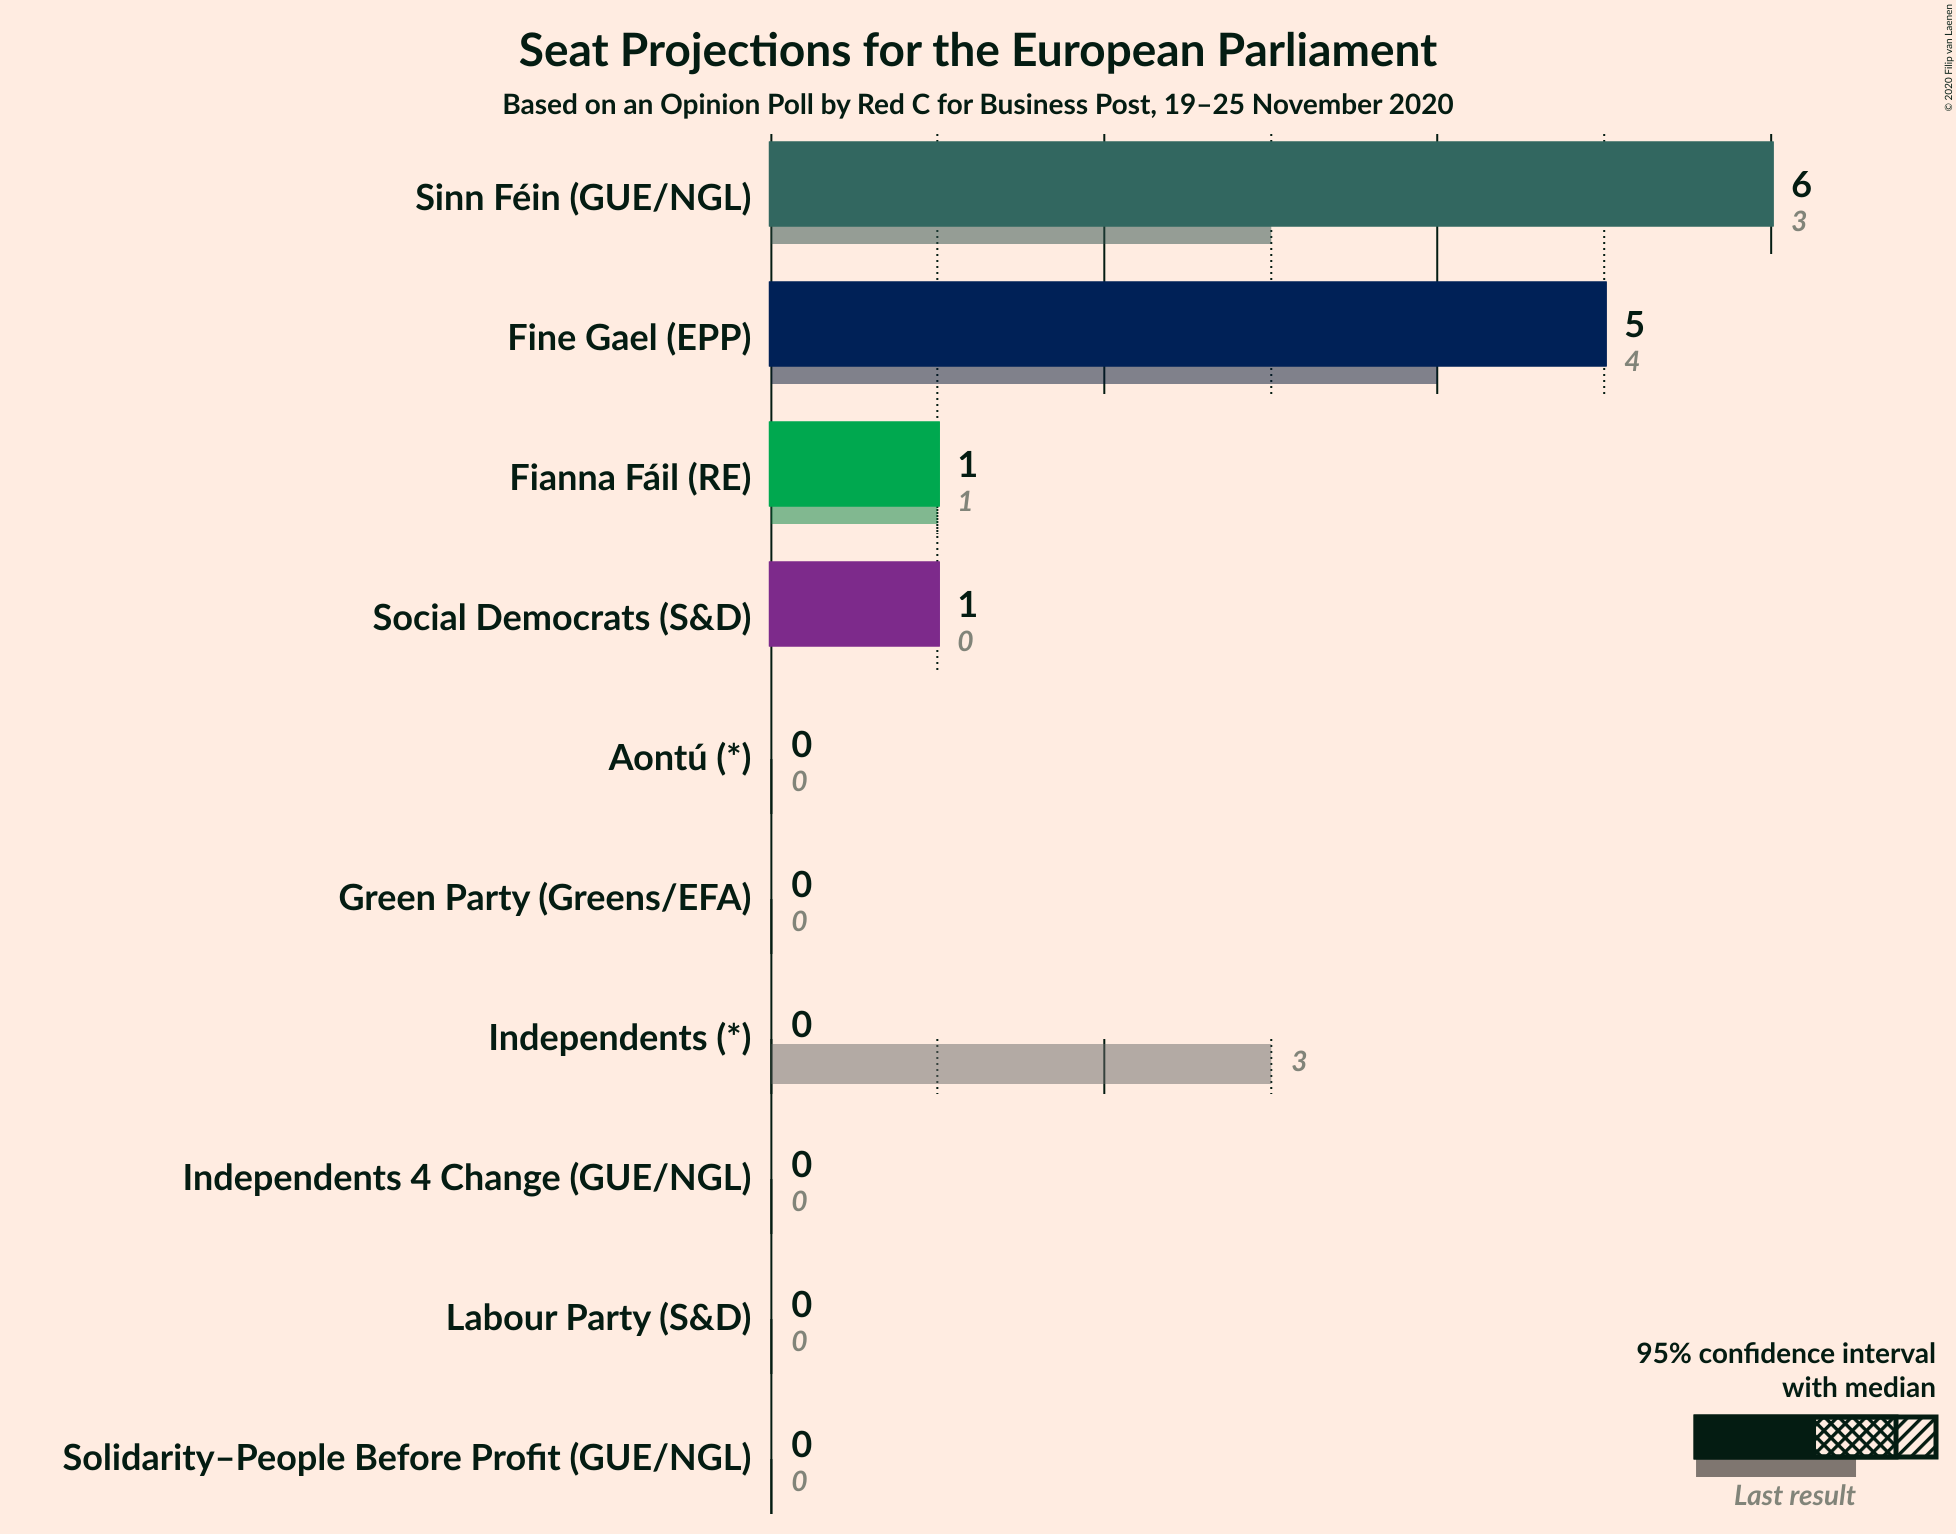 Seat Projections for the European Parliament
Based on an Opinion Poll by Red C for Business Post, 19–25 November 2020
© 2020 Filip van Laenen
Sinn Féin (GUE/NGL)
6
3
Fine Gael (EPP)
5
4
Fianna Fáil (RE)
1
1
Social Democrats (S&D)
1
0
Aontú (*)
0
0
Green Party (Greens/EFA)
0
0
Independents (*)
0
3
Independents 4 Change (GUE/NGL)
0
0
Labour Party (S&D)
0
0
Solidarity–People Before Profit (GUE/NGL)
0
0
95% confidence interval
with median
Last result